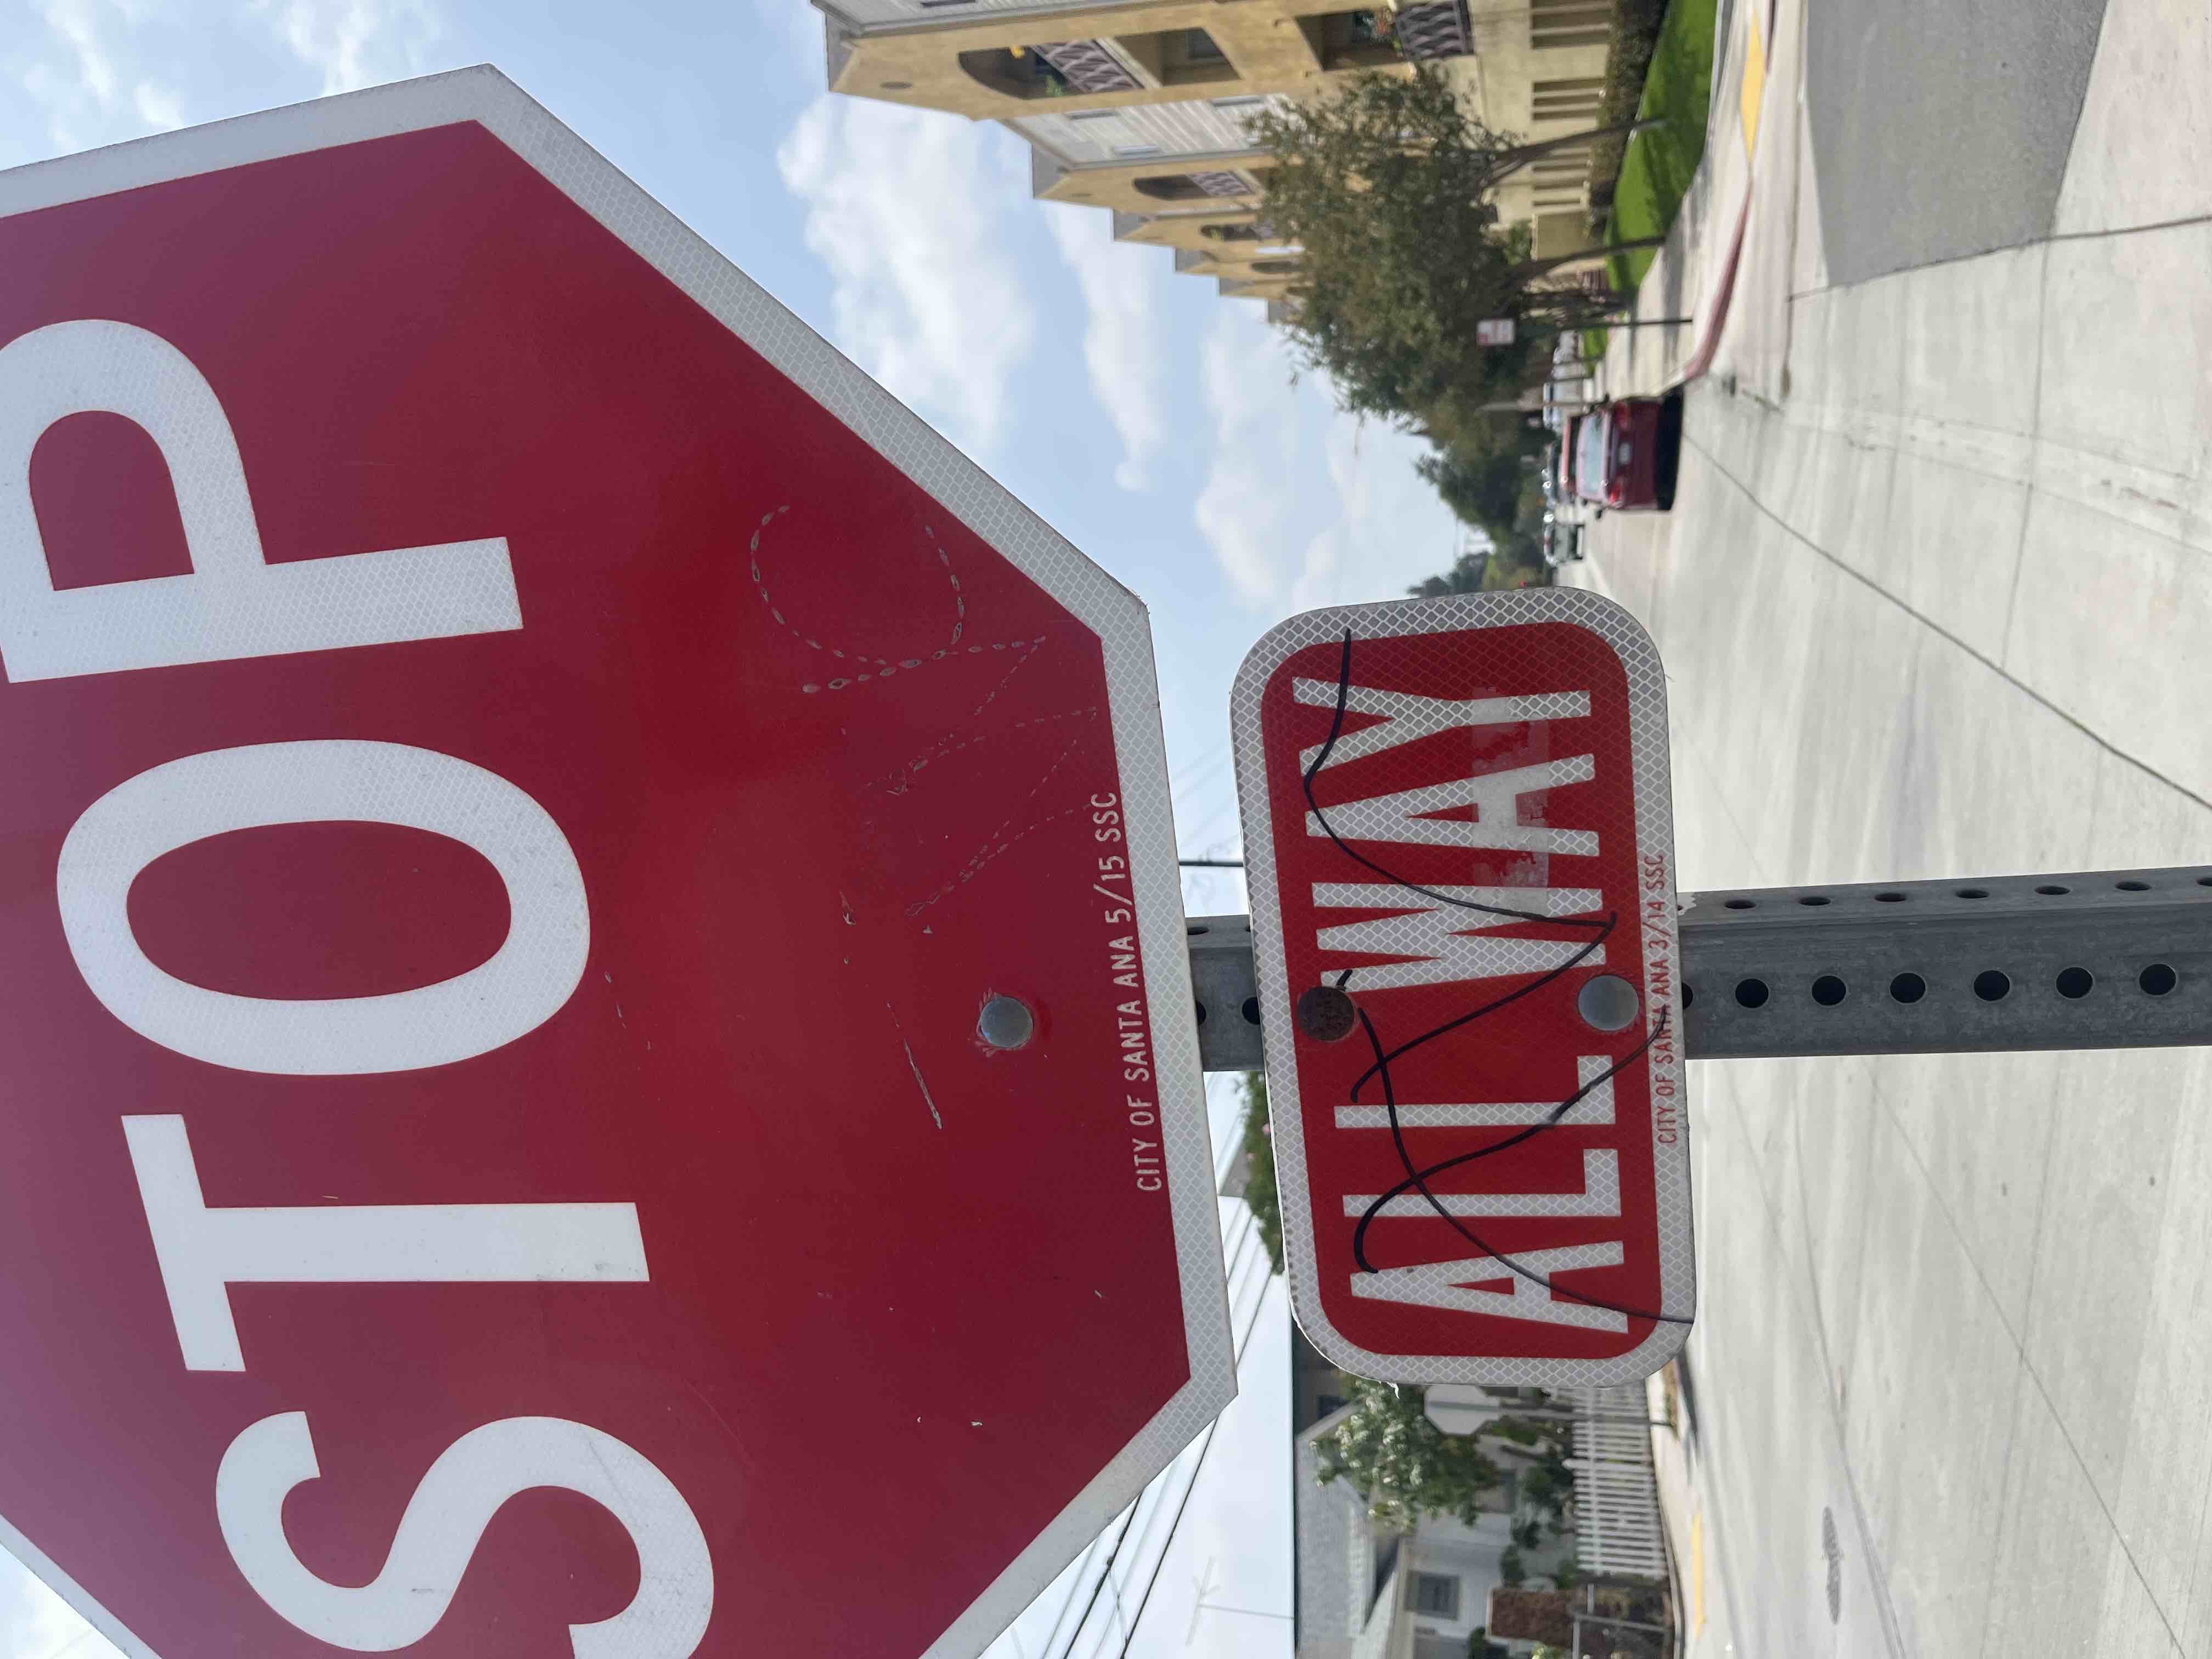 STOP
CITY OF SANTA ANA 5/15 SSC
ALL WAY
CITY OF SANTA ANA 3/14 SSC